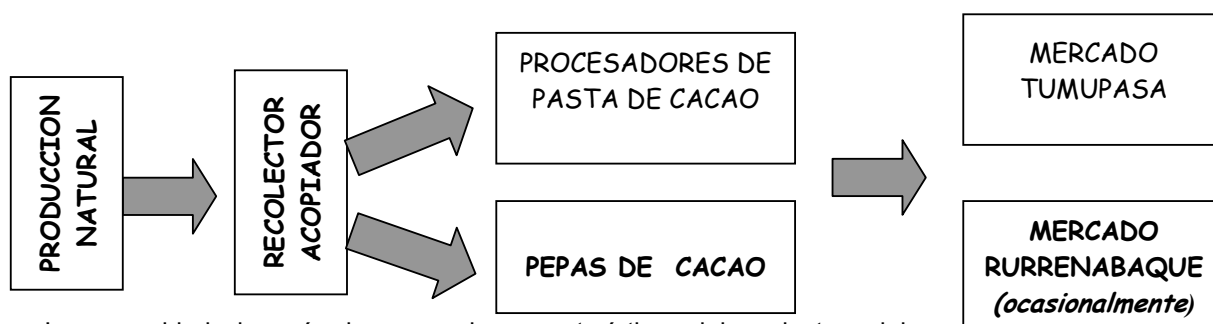 PRODUCCION
NATURAL
RECOLECTOR
ACOPIADOR
PROCESADORES DE
PASTA DE CACAO
PEPAS DE CACAO
MERCADO
TUMUPASA
MERCADO
RURRENABAQUE
(ocasionalmente)